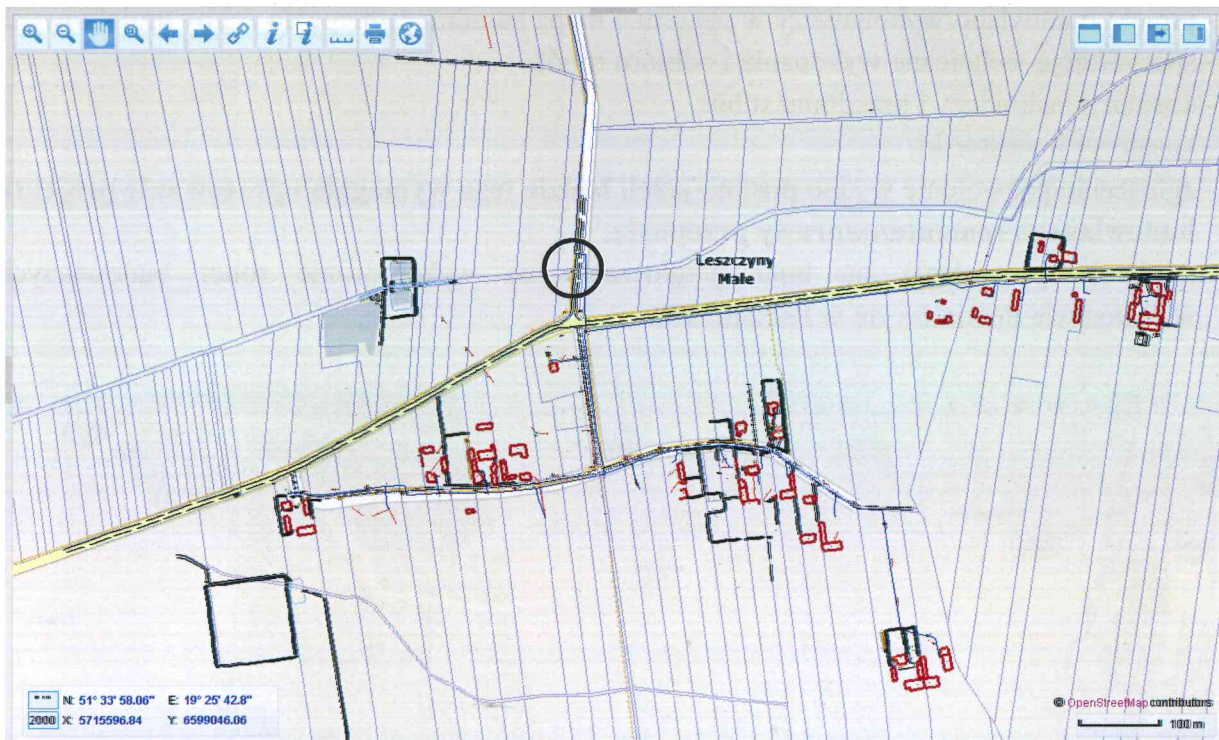 Leszczyny
Małe
N: 51° 33' 58.06" E: 19° 25' 42.8"
2000 X: 5715596.84 Y: 6599046.06
© OpenStreetMap contributors
100 m